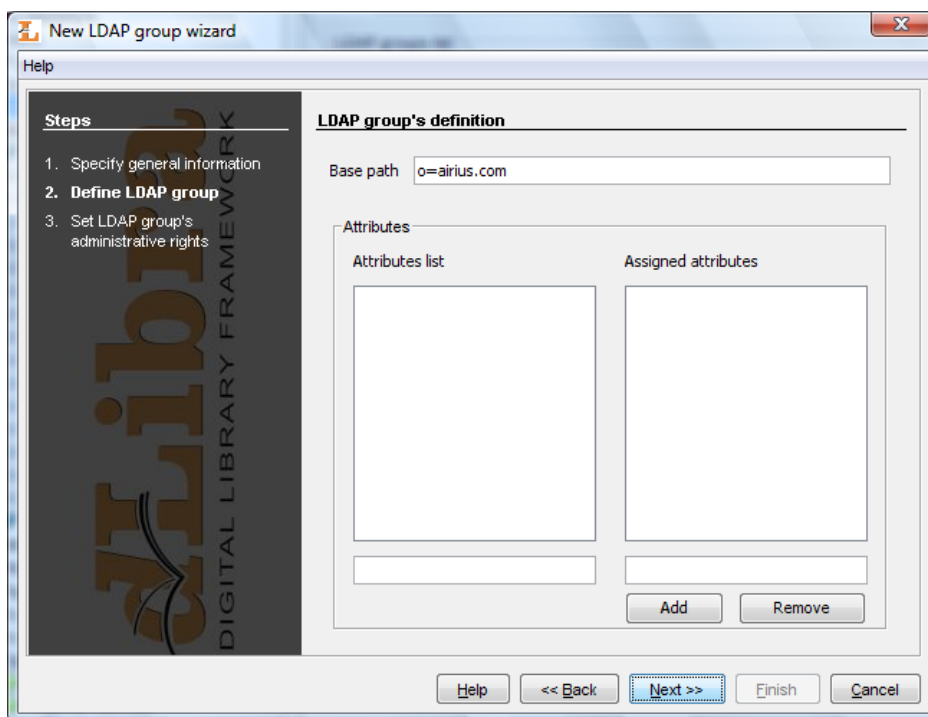 New LDAP group wizard
Help
Steps
1. Specify general information
2. Define LDAP group
3. Set LDAP group's
administrative rights
dLibra
DIGITAL LIBRARY FRAMEWORK
LDAP group's definition
Base path o=airius.com
Attributes
Attributes list
Assigned attributes
Add
Remove
Help
<< Back
Next >>
Finish
Cancel